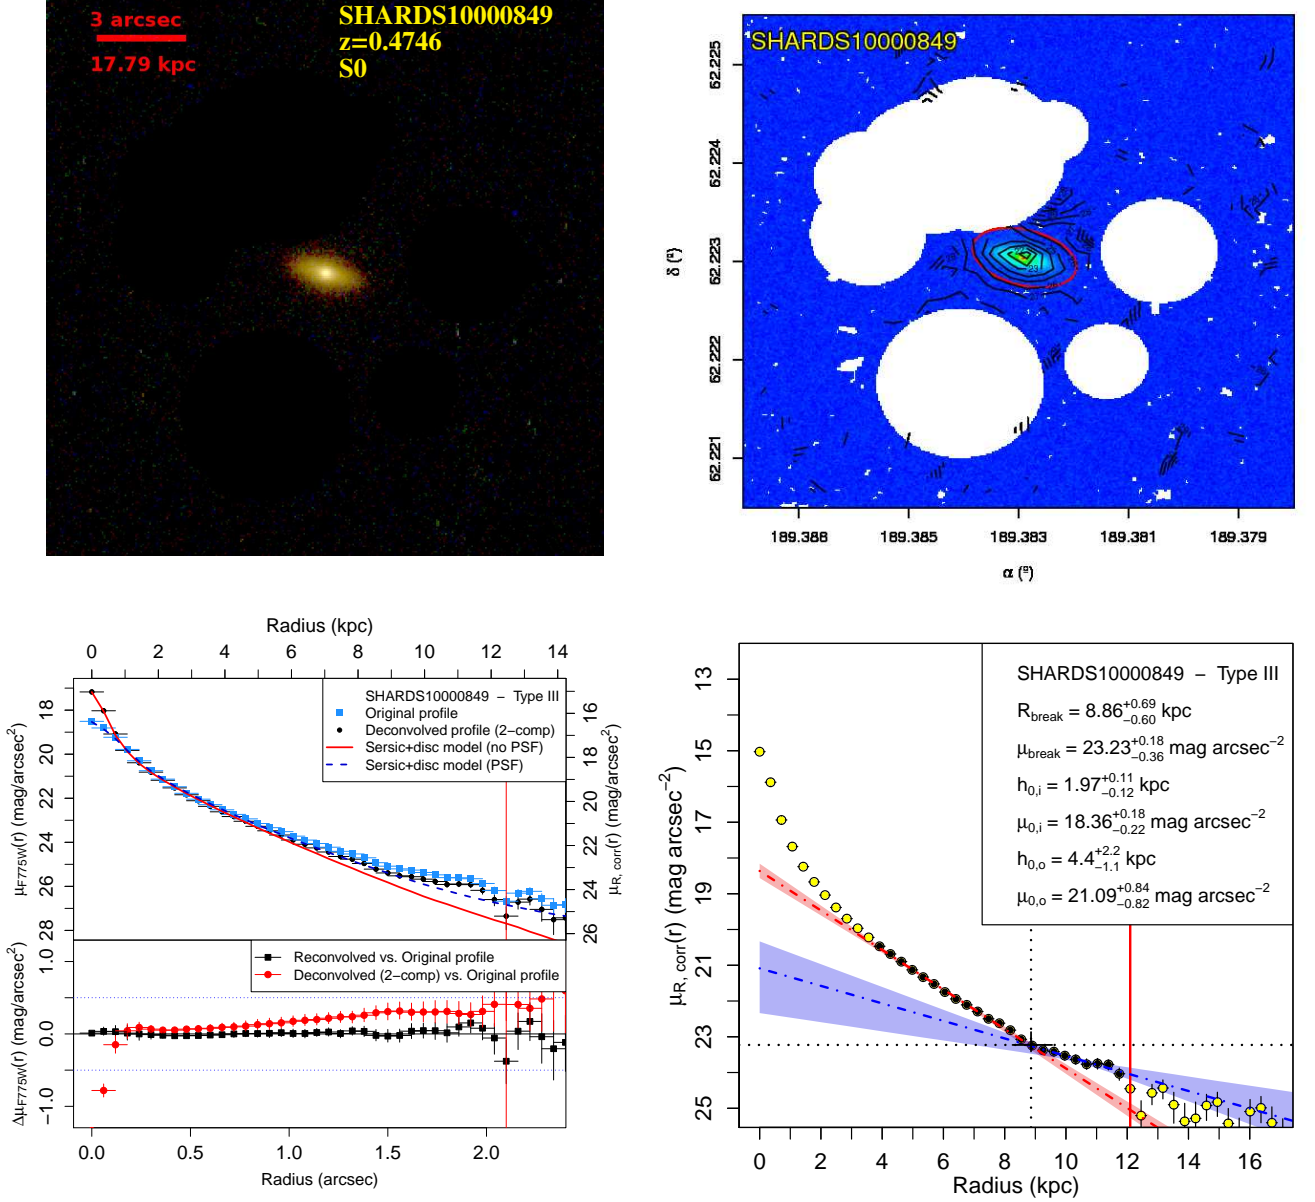 3 arcsec
17.79 kpc
SHARDS10000849
z=0.4746
S0
SHARDS10000849
62.225
62.224
62.223
62.222
62.221
δ (º)
189.386 189.385 189.383 189.381 189.379
α (º)
Radius (kpc)
0 2 4 6 8 10 12 14
SHARDS10000849 − Type III
Original profile
Deconvolved profile (2−comp)
Sersic+disc model (no PSF)
Sersic+disc model (PSF)
18 20 22 24 26 28
μF775W(r) (mag/arcsec²)
16 18 20 22 24 26
μR, corr(r) (mag/arcsec²)
Reconvolved vs. Original profile
Deconvolved (2−comp) vs. Original profile
1.0 0.0 −1.0
ΔμF775W(r) (mag/arcsec²)
0.0 0.5 1.0 1.5 2.0
Radius (arcsec)
SHARDS10000849 − Type III
Rbreak = 8.86 +0.69 −0.60 kpc
μbreak = 23.23 +0.18 −0.36 mag arcsec−2
h0,i = 1.97 +0.11 −0.12 kpc
μ0,i = 18.36 +0.18 −0.22 mag arcsec−2
h0,o = 4.4 +2.2 −1.1 kpc
μ0,o = 21.09 +0.84 −0.82 mag arcsec−2
13
15
17
19
21
23
25
μR, corr(r) (mag arcsec−2)
0 2 4 6 8 10 12 14 16
Radius (kpc)